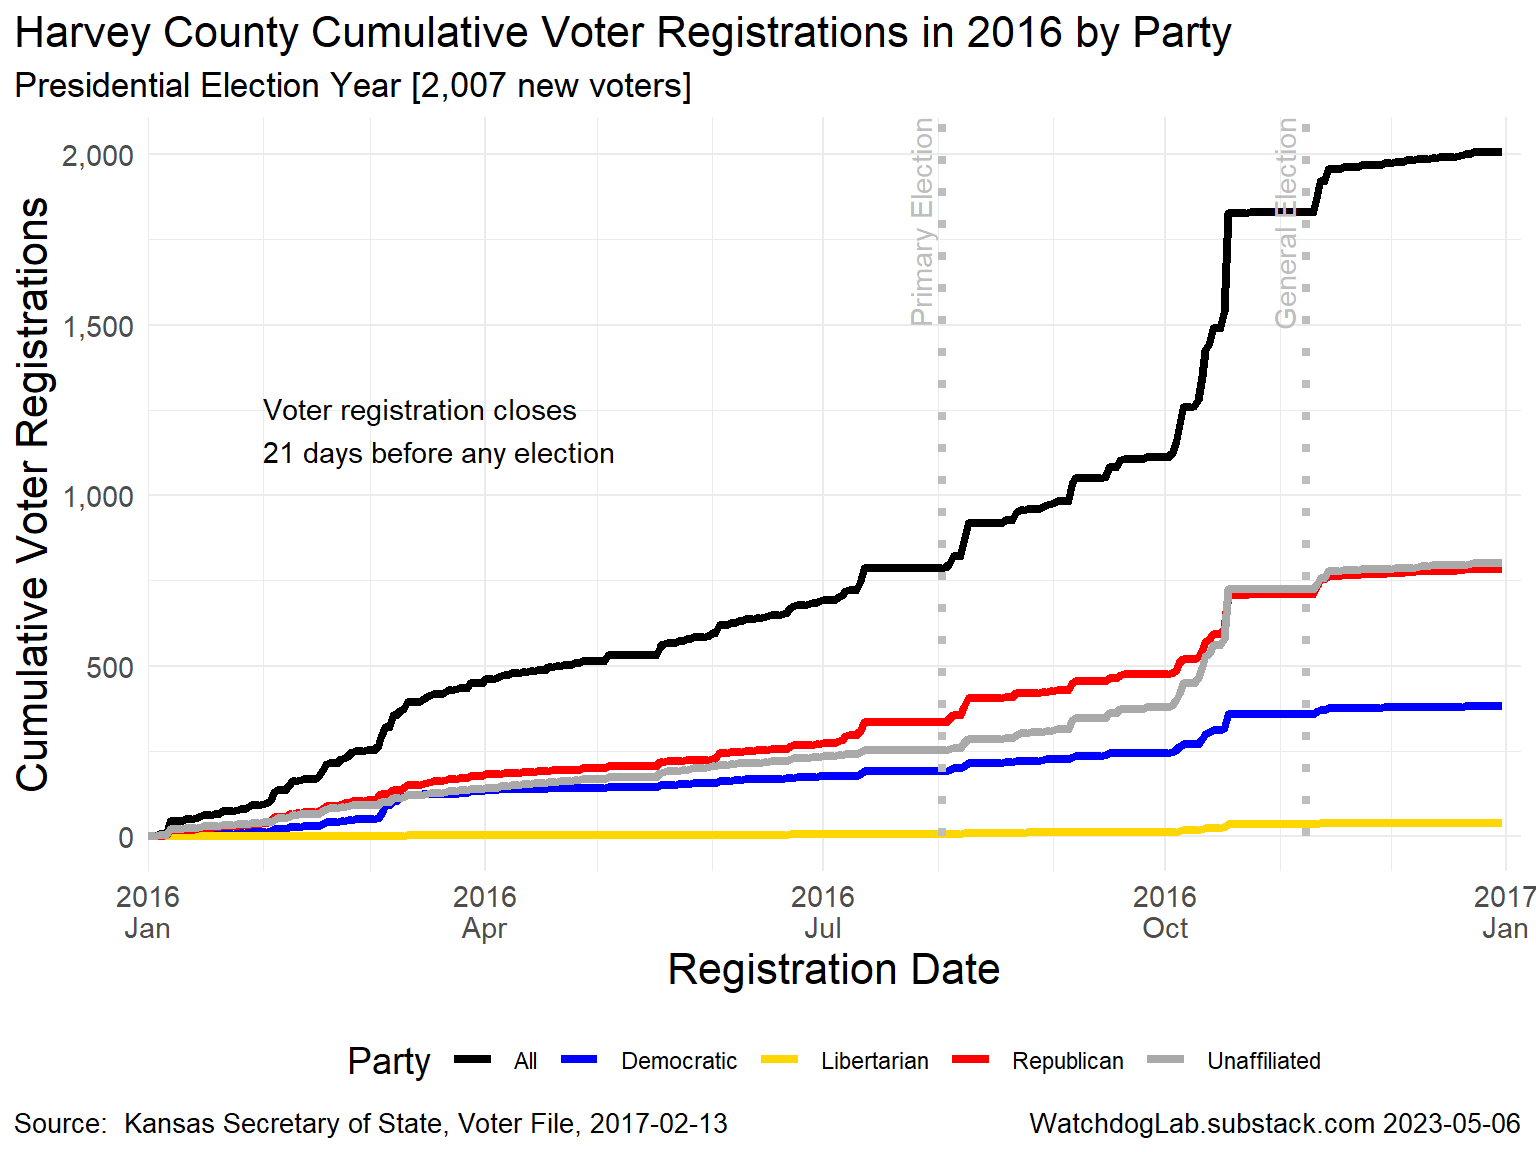 Harvey County Cumulative Voter Registrations in 2016 by Party
Presidential Election Year [2,007 new voters]
Cumulative Voter Registrations
2,000
1,500
1,000
500
0
Primary Election
General Election
Voter registration closes
21 days before any election
2016
Jan
2016
Apr
2016
Jul
2016
Oct
2017
Jan
Registration Date
Party
All
Democratic
Libertarian
Republican
Unaffiliated
Source:  Kansas Secretary of State, Voter File, 2017-02-13
WatchdogLab.substack.com 2023-05-06